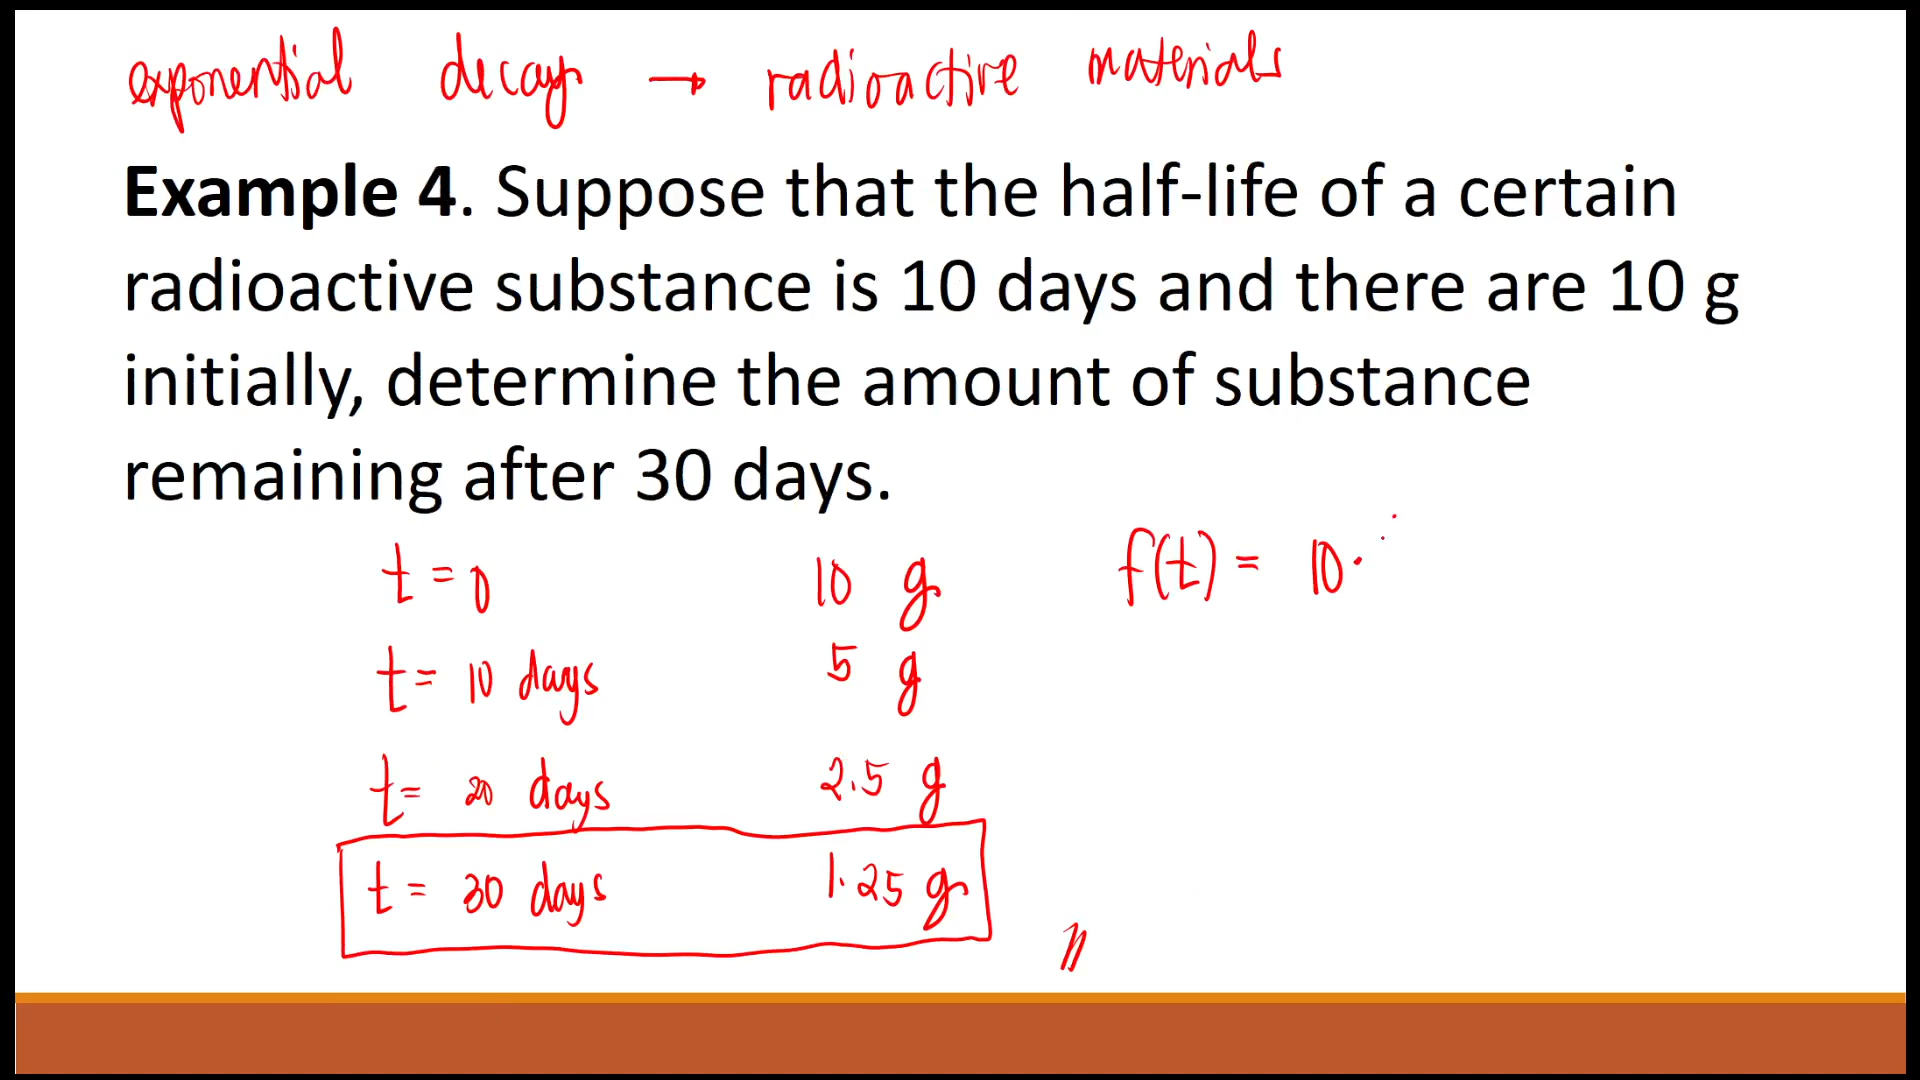 exponential decay → radioactive materials
Example 4. Suppose that the half-life of a certain
radioactive substance is 10 days and there are 10 g
initially, determine the amount of substance
remaining after 30 days.
t = 0 10 g f(t) = 10 ·
t = 10 days 5 g
t = 20 days 2.5 g
t = 30 days 1.25 g